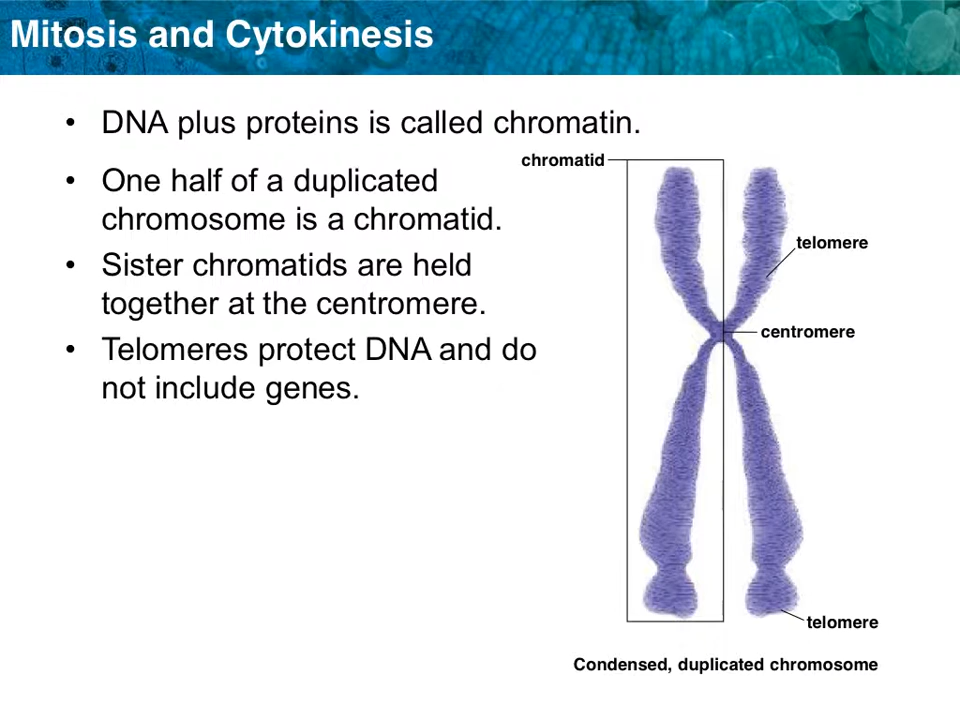 Mitosis and Cytokinesis
• DNA plus proteins is called chromatin.
• One half of a duplicated
chromosome is a chromatid.
• Sister chromatids are held
together at the centromere.
• Telomeres protect DNA and do
not include genes.
chromatid
telomere
centromere
telomere
Condensed, duplicated chromosome